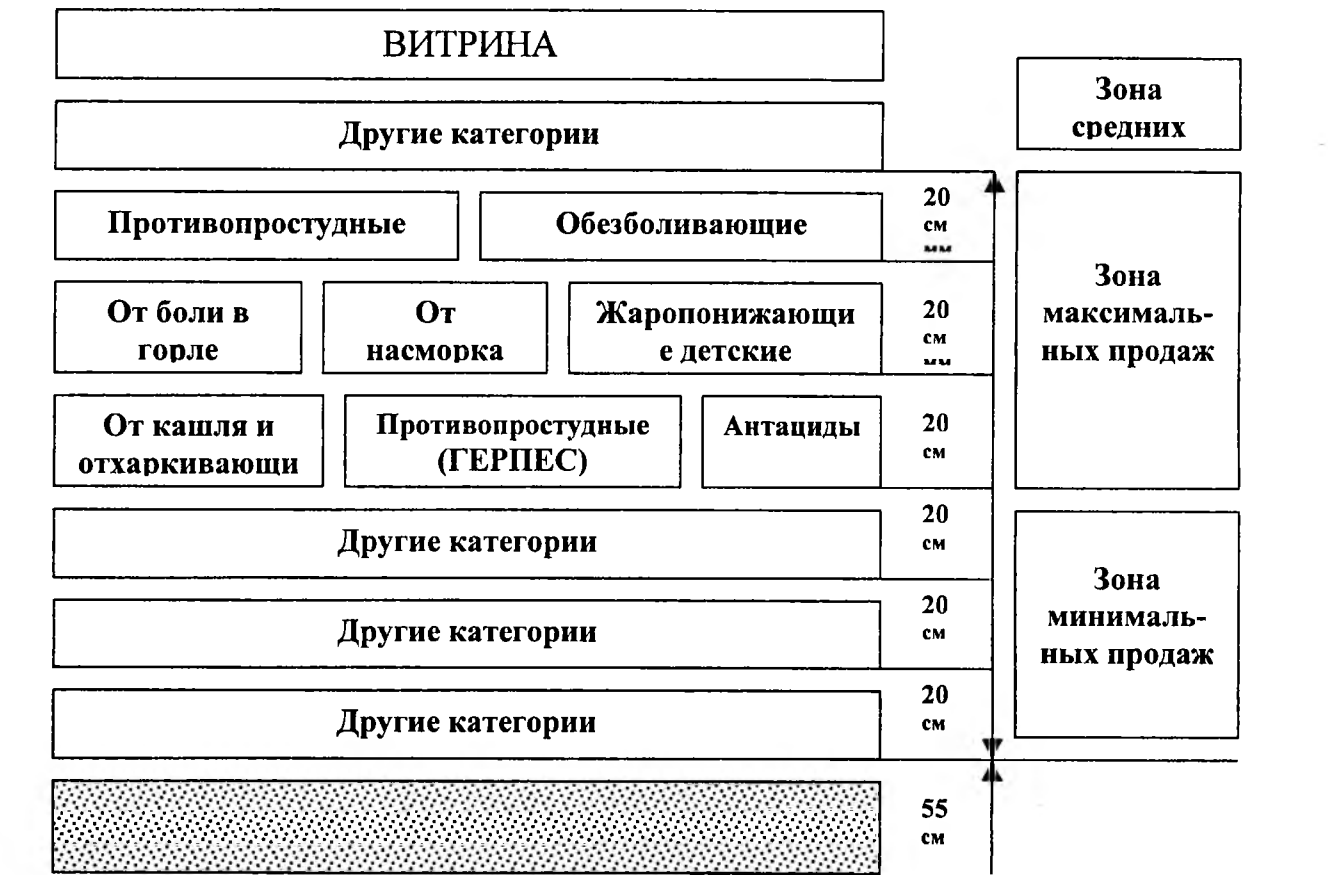 ВИТРИНА
Зона
средних
Другие категории
Противопростудные
Обезболивающие
20
см
мм
Зона
максималь-
ных продаж
От боли в
горле
От
насморка
Жаропонижающи
е детские
20
см
мм
От кашля и
отхаркивающи
Противопростудные
(ГЕРПЕС)
Антациды
20
см
Другие категории
20
см
Зона
минималь-
ных продаж
Другие категории
20
см
Другие категории
20
см
55
см